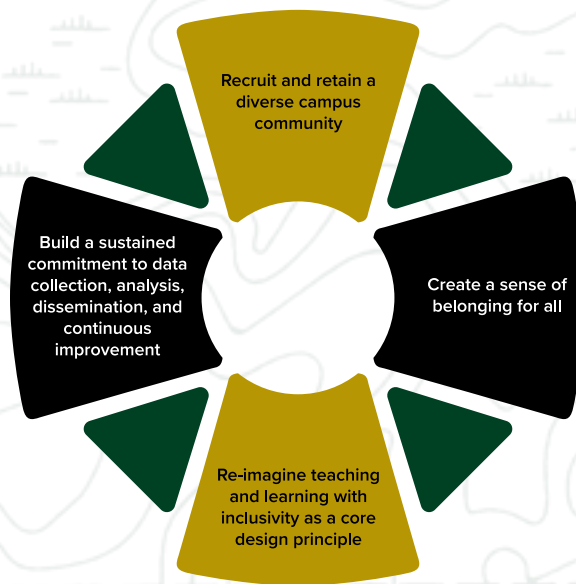 Recruit and retain a
diverse campus
community
Build a sustained
commitment to data
collection, analysis,
dissemination, and
continuous
improvement
Create a sense of
belonging for all
Re-imagine teaching
and learning with
inclusivity as a core
design principle